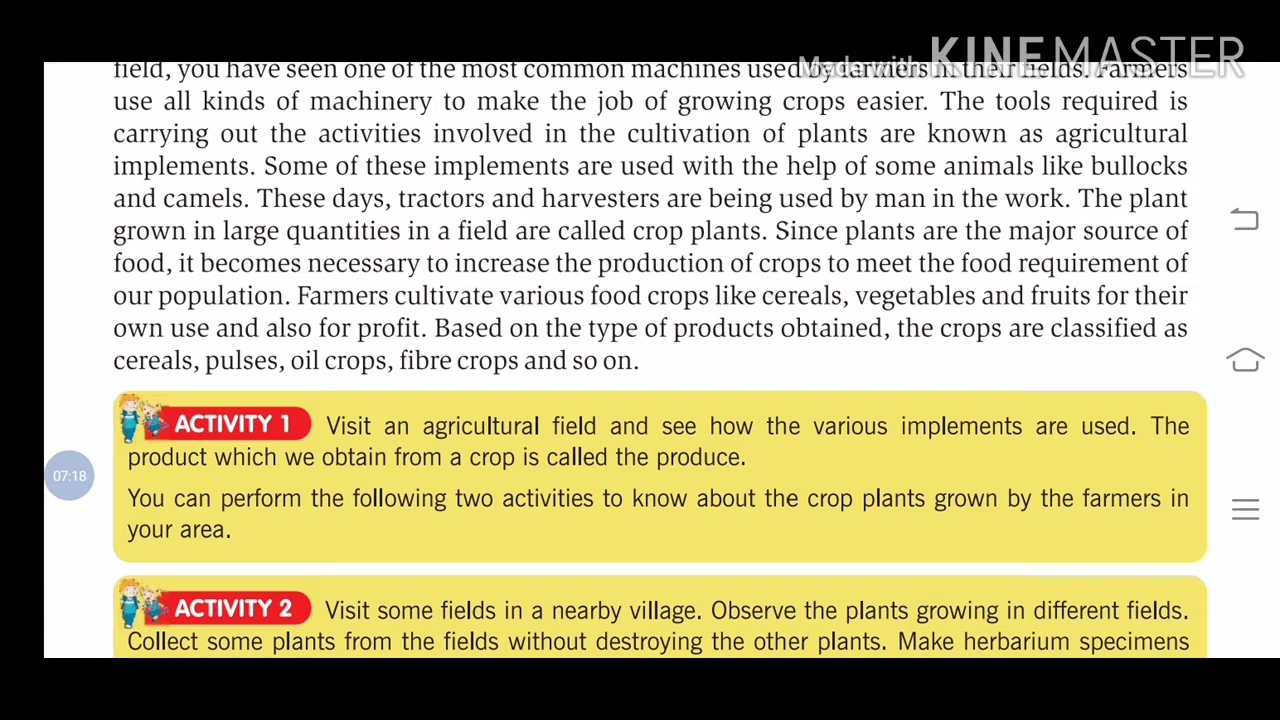 Made with KINEMASTER
field, you have seen one of the most common machines used by farmers in their fields. Farmers
use all kinds of machinery to make the job of growing crops easier. The tools required is
carrying out the activities involved in the cultivation of plants are known as agricultural
implements. Some of these implements are used with the help of some animals like bullocks
and camels. These days, tractors and harvesters are being used by man in the work. The plant
grown in large quantities in a field are called crop plants. Since plants are the major source of
food, it becomes necessary to increase the production of crops to meet the food requirement of
our population. Farmers cultivate various food crops like cereals, vegetables and fruits for their
own use and also for profit. Based on the type of products obtained, the crops are classified as
cereals, pulses, oil crops, fibre crops and so on.
ACTIVITY 1 Visit an agricultural field and see how the various implements are used. The
product which we obtain from a crop is called the produce.
07:18
You can perform the following two activities to know about the crop plants grown by the farmers in
your area.
ACTIVITY 2 Visit some fields in a nearby village. Observe the plants growing in different fields.
Collect some plants from the fields without destroying the other plants. Make herbarium specimens